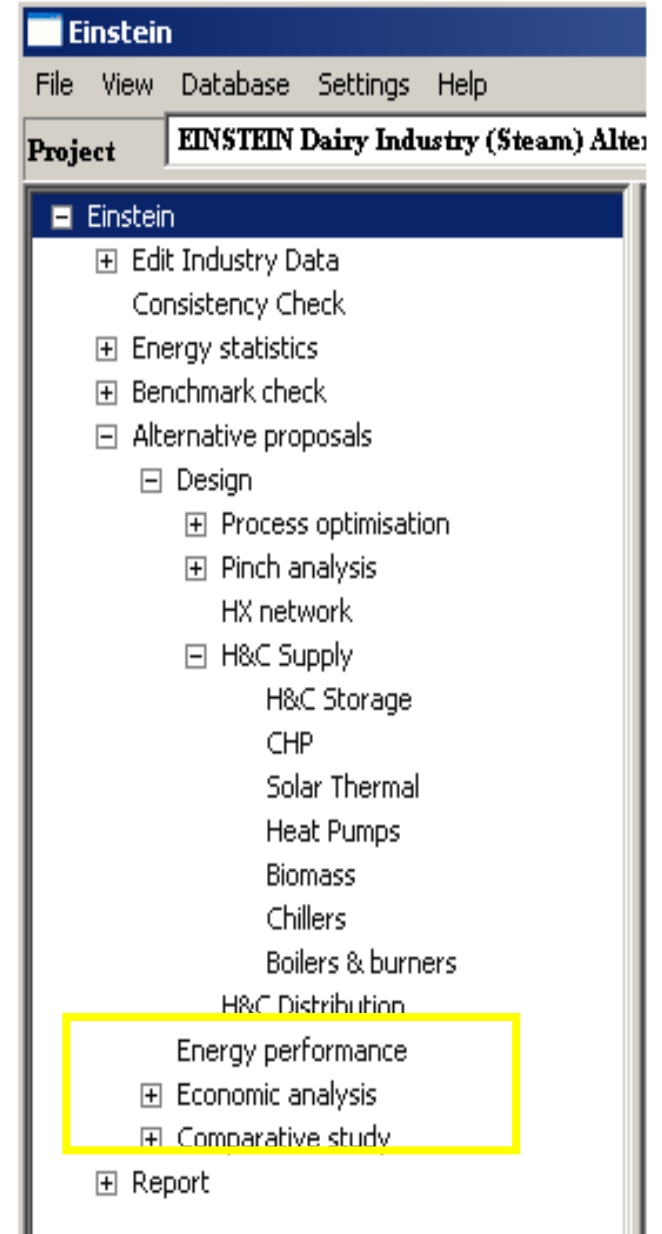 Einstein
File View Database Settings Help
Project EINSTEIN Dairy Industry (Steam)
Einstein
Edit Industry Data
Consistency Check
Energy statistics
Benchmark check
Alternative proposals
Design
Process optimisation
Pinch analysis
HX network
H&C Supply
H&C Storage
CHP
Solar Thermal
Heat Pumps
Biomass
Chillers
Boilers & burners
H&C Distribution
Energy performance
Economic analysis
Comparative study
Report